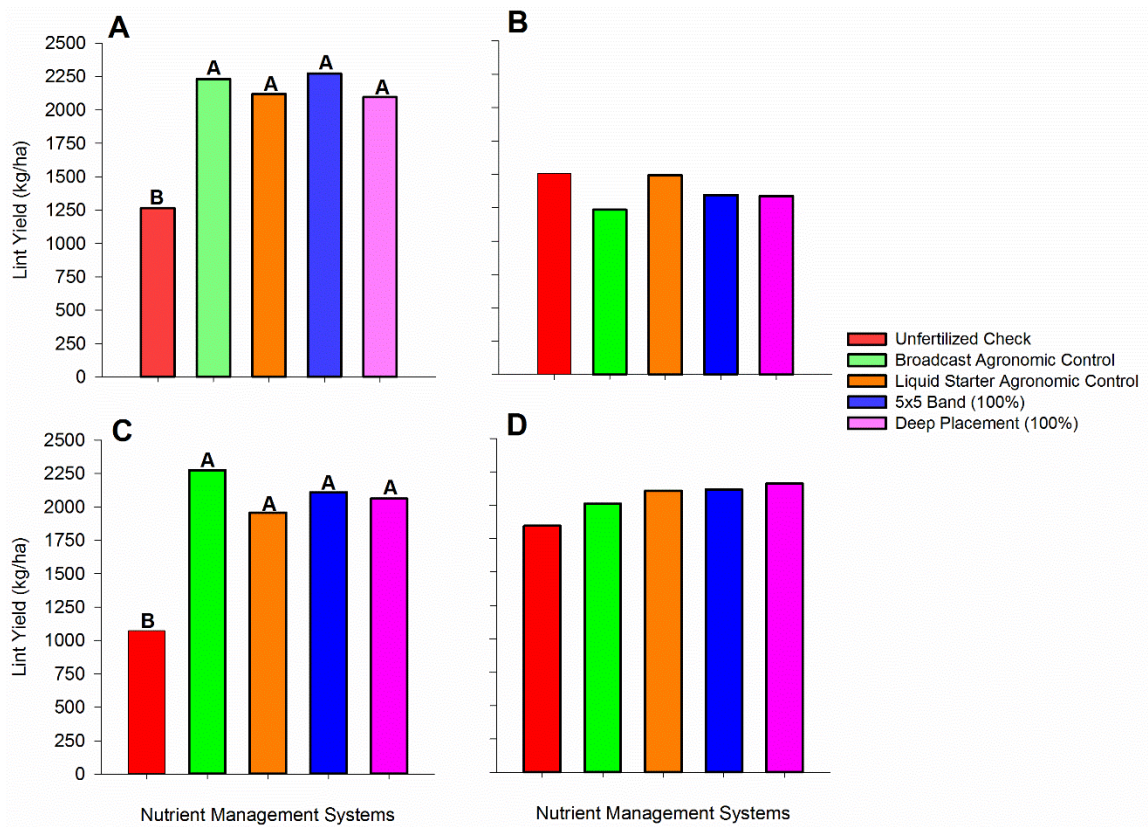 A
2500
2250
2000
1750
1500
1250
1000
750
500
250
0
Lint Yield (kg/ha)
B
A
A
A
A
B
Unfertilized Check
Broadcast Agronomic Control
Liquid Starter Agronomic Control
5x5 Band (100%)
Deep Placement (100%)
C
2500
2250
2000
1750
1500
1250
1000
750
500
250
0
Lint Yield (kg/ha)
B
A
A
A
A
Nutrient Management Systems
D
Nutrient Management Systems